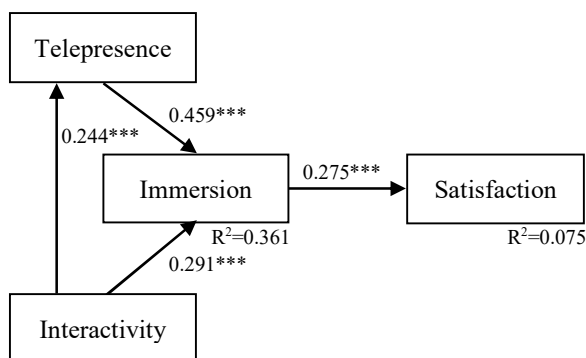 Telepresence
0.459***
0.244***
Immersion
0.275***
Satisfaction
R²=0.361
R²=0.075
0.291***
Interactivity